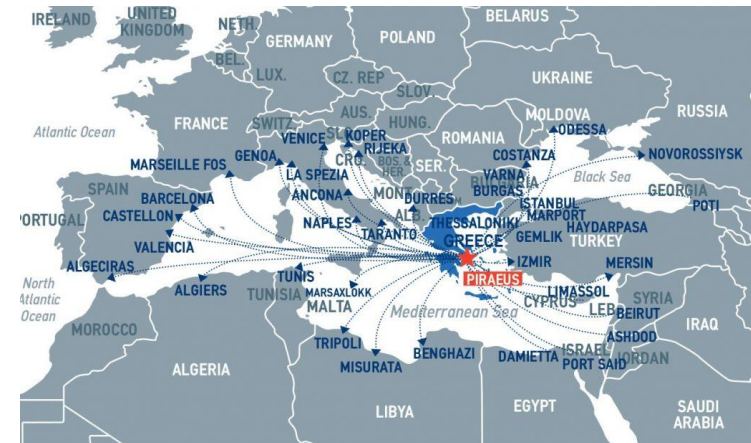 IRELAND
UNITED
KINGDOM
NETH.
BEL.
LUX.
GERMANY
POLAND
BELARUS
CZ. REP
SLOV.
UKRAINE
RUSSIA
Atlantic Ocean
FRANCE
SWITZ
AUS.
HUNG.
MOLDOVA
ROMANIA
ODESSA
VENICE
KOPER
RIJEKA
CRO.
BOS. &
HER.
SER.
COSTANZA
NOVOROSSIYSK
MARSEILLE FOS
GENOA
LA SPEZIA
VARNA
BURGAS
Black Sea
SPAIN
BARCELONA
CASTELLON
ANCONA
MONT.
ALB.
DURRES
ISTANBUL
MARPORT
GEORGIA
POTI
PORTUGAL
NAPLES
TARANTO
THESSALONIKI
GREECE
GEMLIK
HAYDARPASA
TURKEY
VALENCIA
ALGECIRAS
PIRAEUS
IZMIR
MERSIN
North
Atlantic
Ocean
ALGIERS
TUNIS
TUNISIA
MARSAXLOKK
MALTA
LIMASSOL
CYPRUS
LEB.
BEIRUT
SYRIA
Mediterranean Sea
MOROCCO
TRIPOLI
MISURATA
BENGHAZI
DAMIETTA
ISRAEL
PORT SAID
ASHDOD
JORDAN
IRAQ
ALGERIA
LIBYA
EGYPT
SAUDI
ARABIA